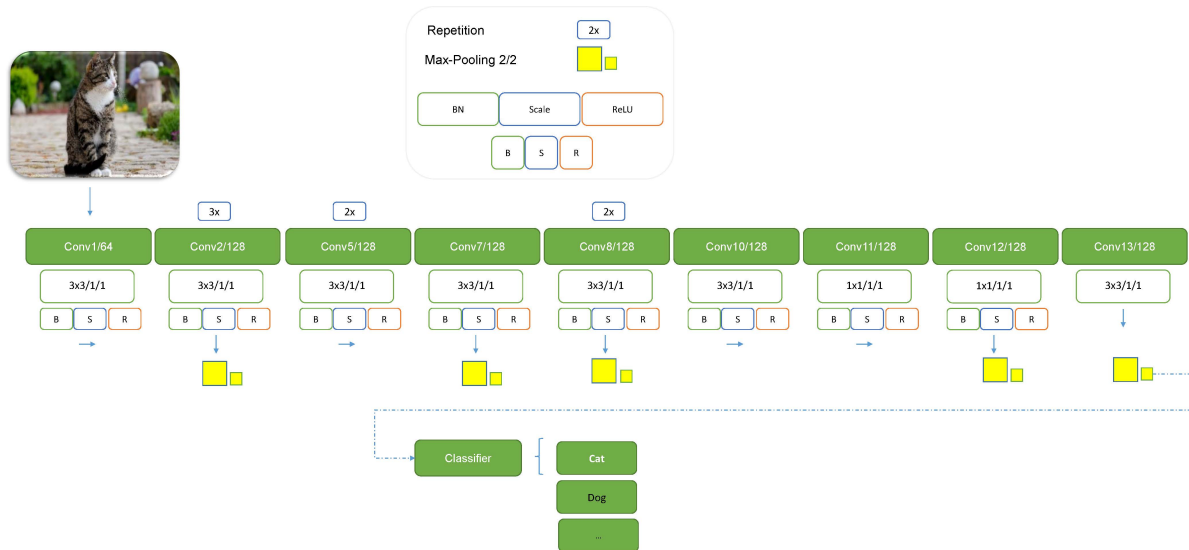 Repetition 2x
Max-Pooling 2/2
BN Scale ReLU
B S R
3x 2x 2x
Conv1/64 Conv2/128 Conv5/128 Conv7/128 Conv8/128 Conv10/128 Conv11/128 Conv12/128 Conv13/128
3x3/1/1 3x3/1/1 3x3/1/1 3x3/1/1 3x3/1/1 3x3/1/1 1x1/1/1 1x1/1/1 3x3/1/1
B S R B S R B S R B S R B S R B S R B S R B S R
Classifier Cat
Dog
...